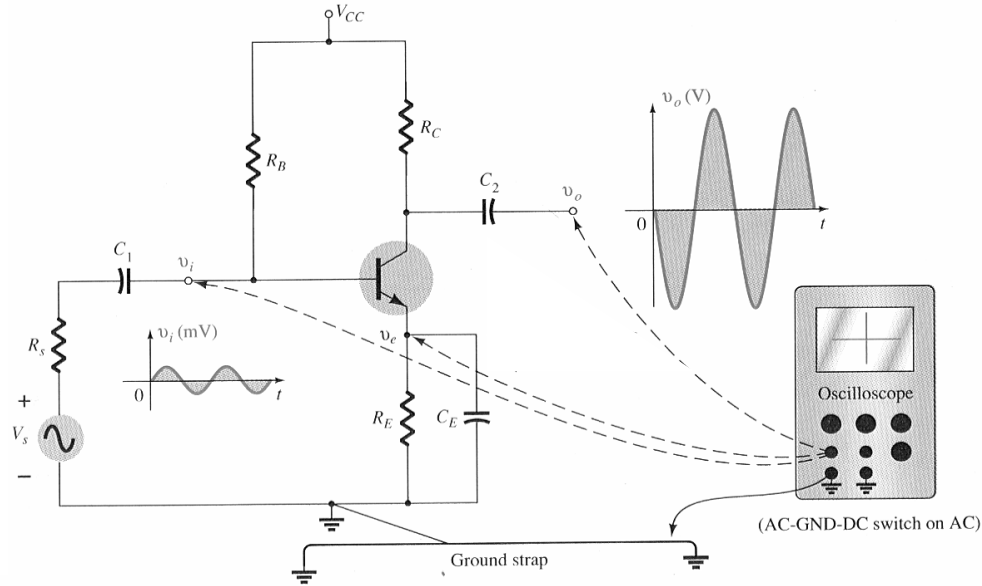 V_CC
R_C
R_B
υ_o (V)
C_2
υ_o
0
t
C_1
υ_i
υ_i (mV)
R_s
0
t
υ_e
Oscilloscope
+
V_s
−
R_E
C_E
(AC-GND-DC switch on AC)
Ground strap